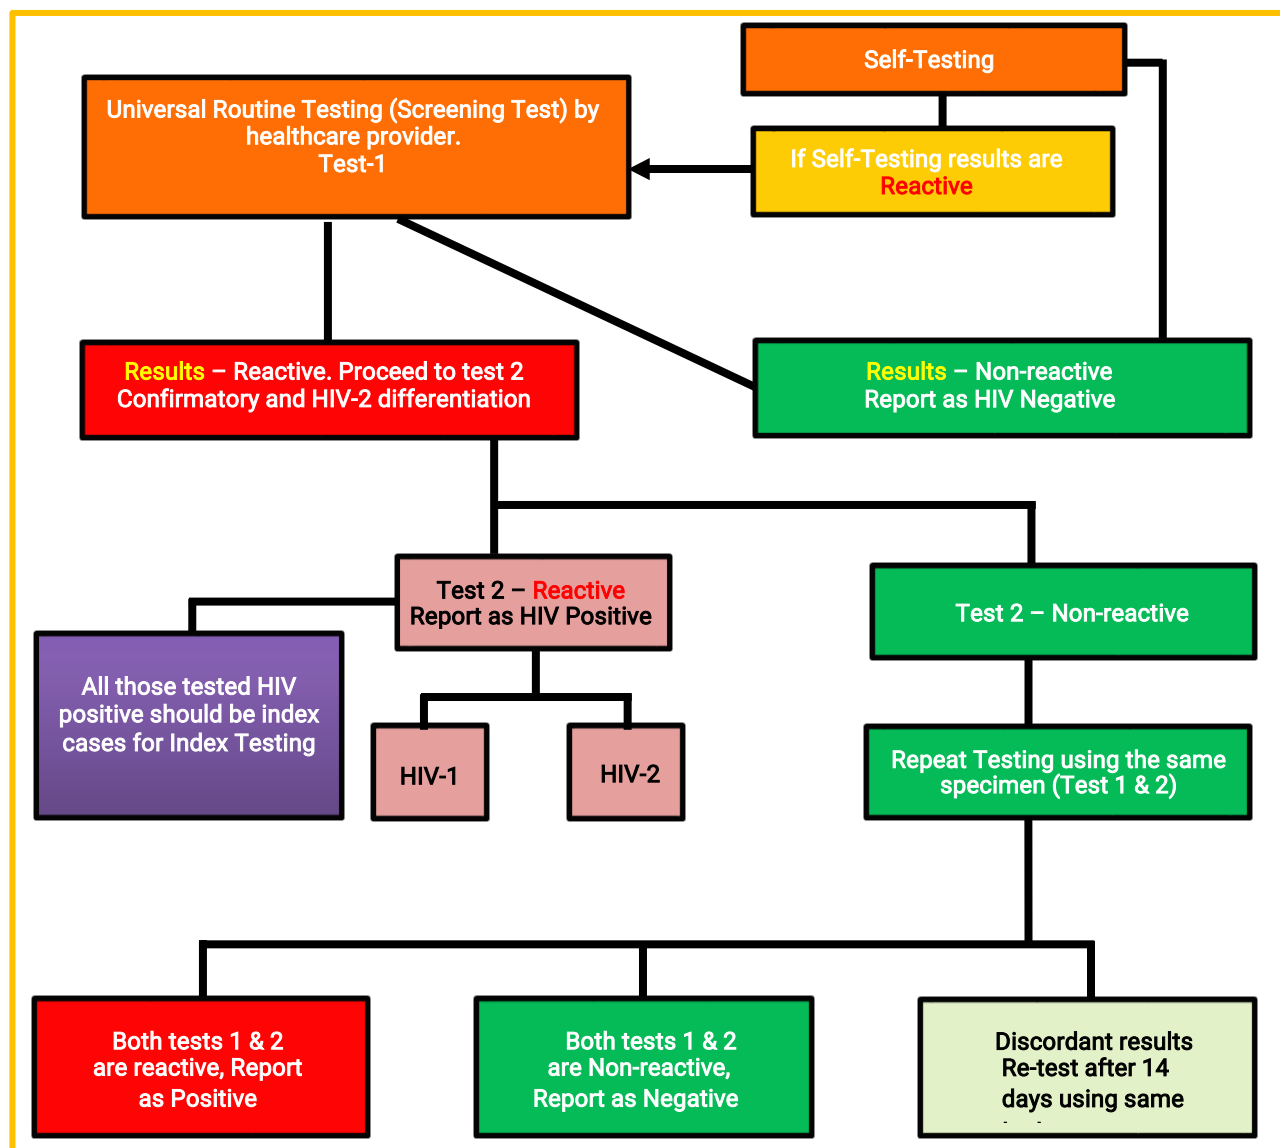 Self-Testing
Universal Routine Testing (Screening Test) by
healthcare provider.
Test-1
If Self-Testing results are
Reactive
Results – Reactive. Proceed to test 2
Confirmatory and HIV-2 differentiation
Results – Non-reactive
Report as HIV Negative
Test 2 – Reactive
Report as HIV Positive
Test 2 – Non-reactive
All those tested HIV
positive should be index
cases for Index Testing
HIV-1
HIV-2
Repeat Testing using the same
specimen (Test 1 & 2)
Both tests 1 & 2
are reactive, Report
as Positive
Both tests 1 & 2
are Non-reactive,
Report as Negative
Discordant results
Re-test after 14
days using same